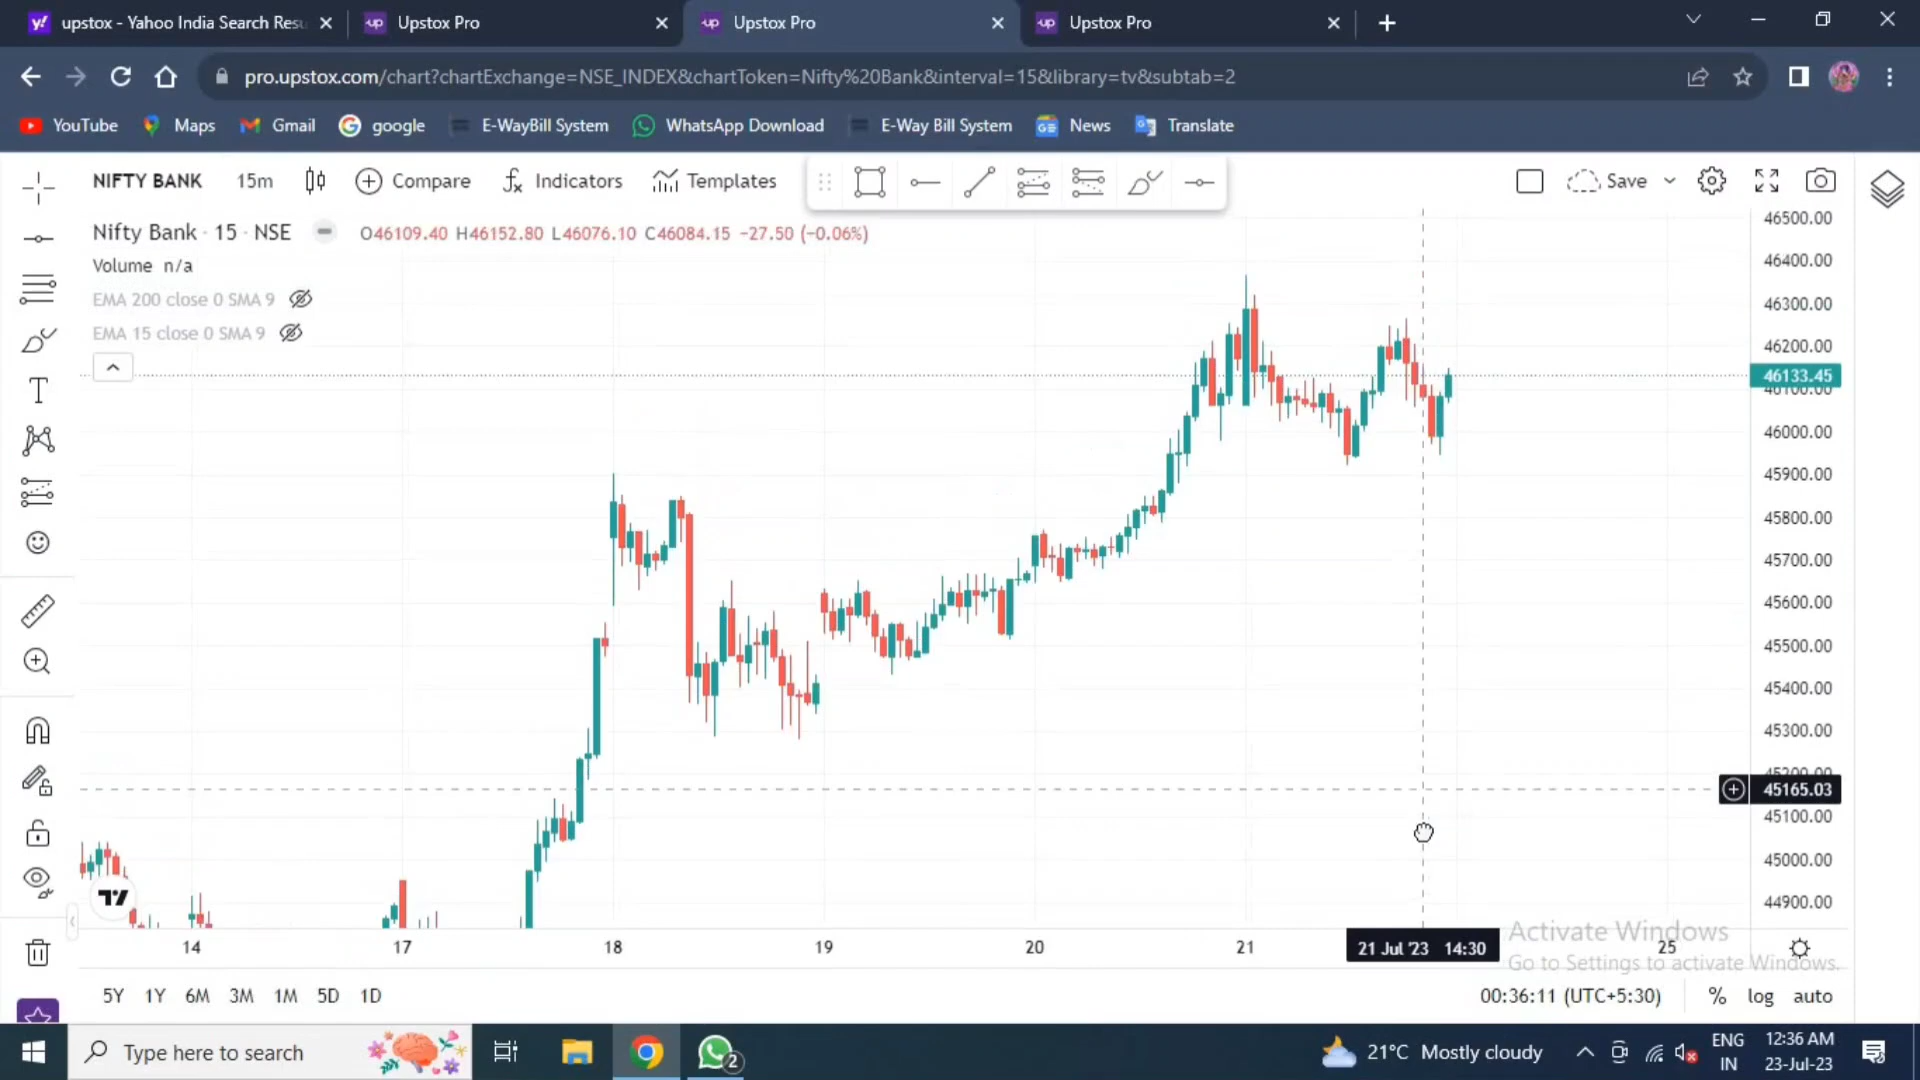 upstox - Yahoo India Search Resu
Upstox Pro
Upstox Pro
Upstox Pro
pro.upstox.com/chart?chartExchange=NSE_INDEX&chartToken=Nifty%20Bank&interval=15&library=tv&subtab=2
YouTube Maps Gmail google E-WayBill System WhatsApp Download E-Way Bill System News Translate
NIFTY BANK 15m Compare Indicators Templates Save
Nifty Bank · 15 · NSE O46109.40 H46152.80 L46076.10 C46084.15 −27.50 (−0.06%)
Volume n/a
EMA 200 close 0 SMA 9
EMA 15 close 0 SMA 9
46500.00
46400.00
46300.00
46200.00
46133.45
46100.00
46000.00
45900.00
45800.00
45700.00
45600.00
45500.00
45400.00
45300.00
45200.00
45165.03
45100.00
45000.00
44900.00
14 17 18 19 20 21 21 Jul '23 14:30 25
Activate Windows
Go to Settings to activate Windows.
5Y 1Y 6M 3M 1M 5D 1D 00:36:11 (UTC+5:30) % log auto
Type here to search
2
21°C Mostly cloudy
ENG
IN
12:36 AM
23-Jul-23